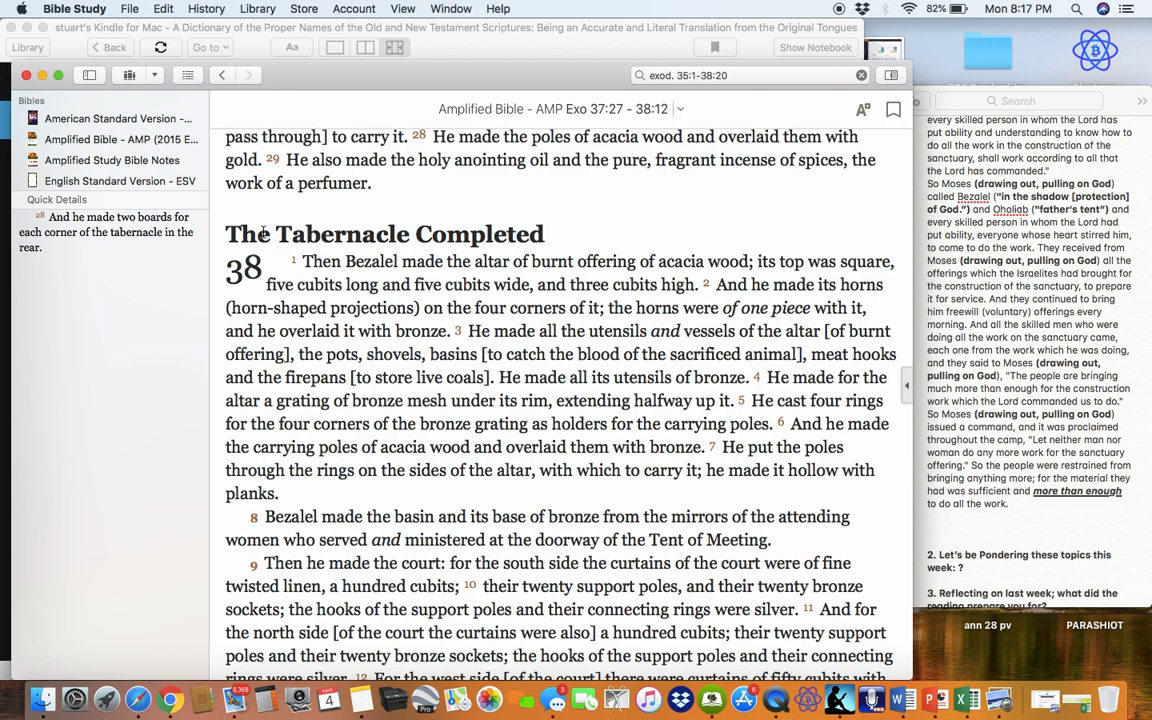 Bible Study File Edit History Library Store Account View Window Help 82% Mon 8:17 PM
stuart's Kindle for Mac - A Dictionary of the Proper Names of the Old and New Testament Scriptures: Being an Accurate and Literal Translation from the Original Tongues
Library Back Go to Aa Show Notebook
exod. 35:1-38:20
Bibles
American Standard Version -...
Amplified Bible - AMP (2015 E...
Amplified Study Bible Notes
English Standard Version - ESV
Quick Details
28 And he made two boards for
each corner of the tabernacle in the
rear.
Amplified Bible - AMP Exo 37:27 - 38:12
pass through] to carry it. 28 He made the poles of acacia wood and overlaid them with
gold. 29 He also made the holy anointing oil and the pure, fragrant incense of spices, the
work of a perfumer.
The Tabernacle Completed
38 1 Then Bezalel made the altar of burnt offering of acacia wood; its top was square,
five cubits long and five cubits wide, and three cubits high. 2 And he made its horns
(horn-shaped projections) on the four corners of it; the horns were of one piece with it,
and he overlaid it with bronze. 3 He made all the utensils and vessels of the altar [of burnt
offering], the pots, shovels, basins [to catch the blood of the sacrificed animal], meat hooks
and the firepans [to store live coals]. He made all its utensils of bronze. 4 He made for the
altar a grating of bronze mesh under its rim, extending halfway up it. 5 He cast four rings
for the four corners of the bronze grating as holders for the carrying poles. 6 And he made
the carrying poles of acacia wood and overlaid them with bronze. 7 He put the poles
through the rings on the sides of the altar, with which to carry it; he made it hollow with
planks.
8 Bezalel made the basin and its base of bronze from the mirrors of the attending
women who served and ministered at the doorway of the Tent of Meeting.
9 Then he made the court: for the south side the curtains of the court were of fine
twisted linen, a hundred cubits; 10 their twenty support poles, and their twenty bronze
sockets; the hooks of the support poles and their connecting rings were silver. 11 And for
the north side [of the court the curtains were also] a hundred cubits; their twenty support
poles and their twenty bronze sockets; the hooks of the support poles and their connecting
rings were silver. 12 For the west side [of the court] there were curtains of fifty cubits with
Search
every skilled person in whom the Lord has
put ability and understanding to know how to
do all the work in the construction of the
sanctuary, shall work according to all that
the Lord has commanded."
So Moses (drawing out, pulling on God)
called Bezalel ("in the shadow [protection]
of God.") and Oholiab ("father's tent") and
every skilled person in whom the Lord had
put ability, everyone whose heart stirred him,
to come to do the work. They received from
Moses (drawing out, pulling on God) all the
offerings which the Israelites had brought for
the construction of the sanctuary, to prepare
it for service. And they continued to bring
him freewill (voluntary) offerings every
morning. And all the skilled men who were
doing all the work on the sanctuary came,
each one from the work which he was doing,
and they said to Moses (drawing out,
pulling on God), "The people are bringing
much more than enough for the construction
work which the Lord commanded us to do."
So Moses (drawing out, pulling on God)
issued a command, and it was proclaimed
throughout the camp, "Let neither man nor
woman do any more work for the sanctuary
offering." So the people were restrained from
bringing anything more; for the material they
had was sufficient and more than enough
to do all the work.
2. Let's be Pondering these topics this
week: ?
3. Reflecting on last week; what did the
reading prepare you for?
ann 28 pv PARASHIOT
8,368
MAR
4
Pro
3
8